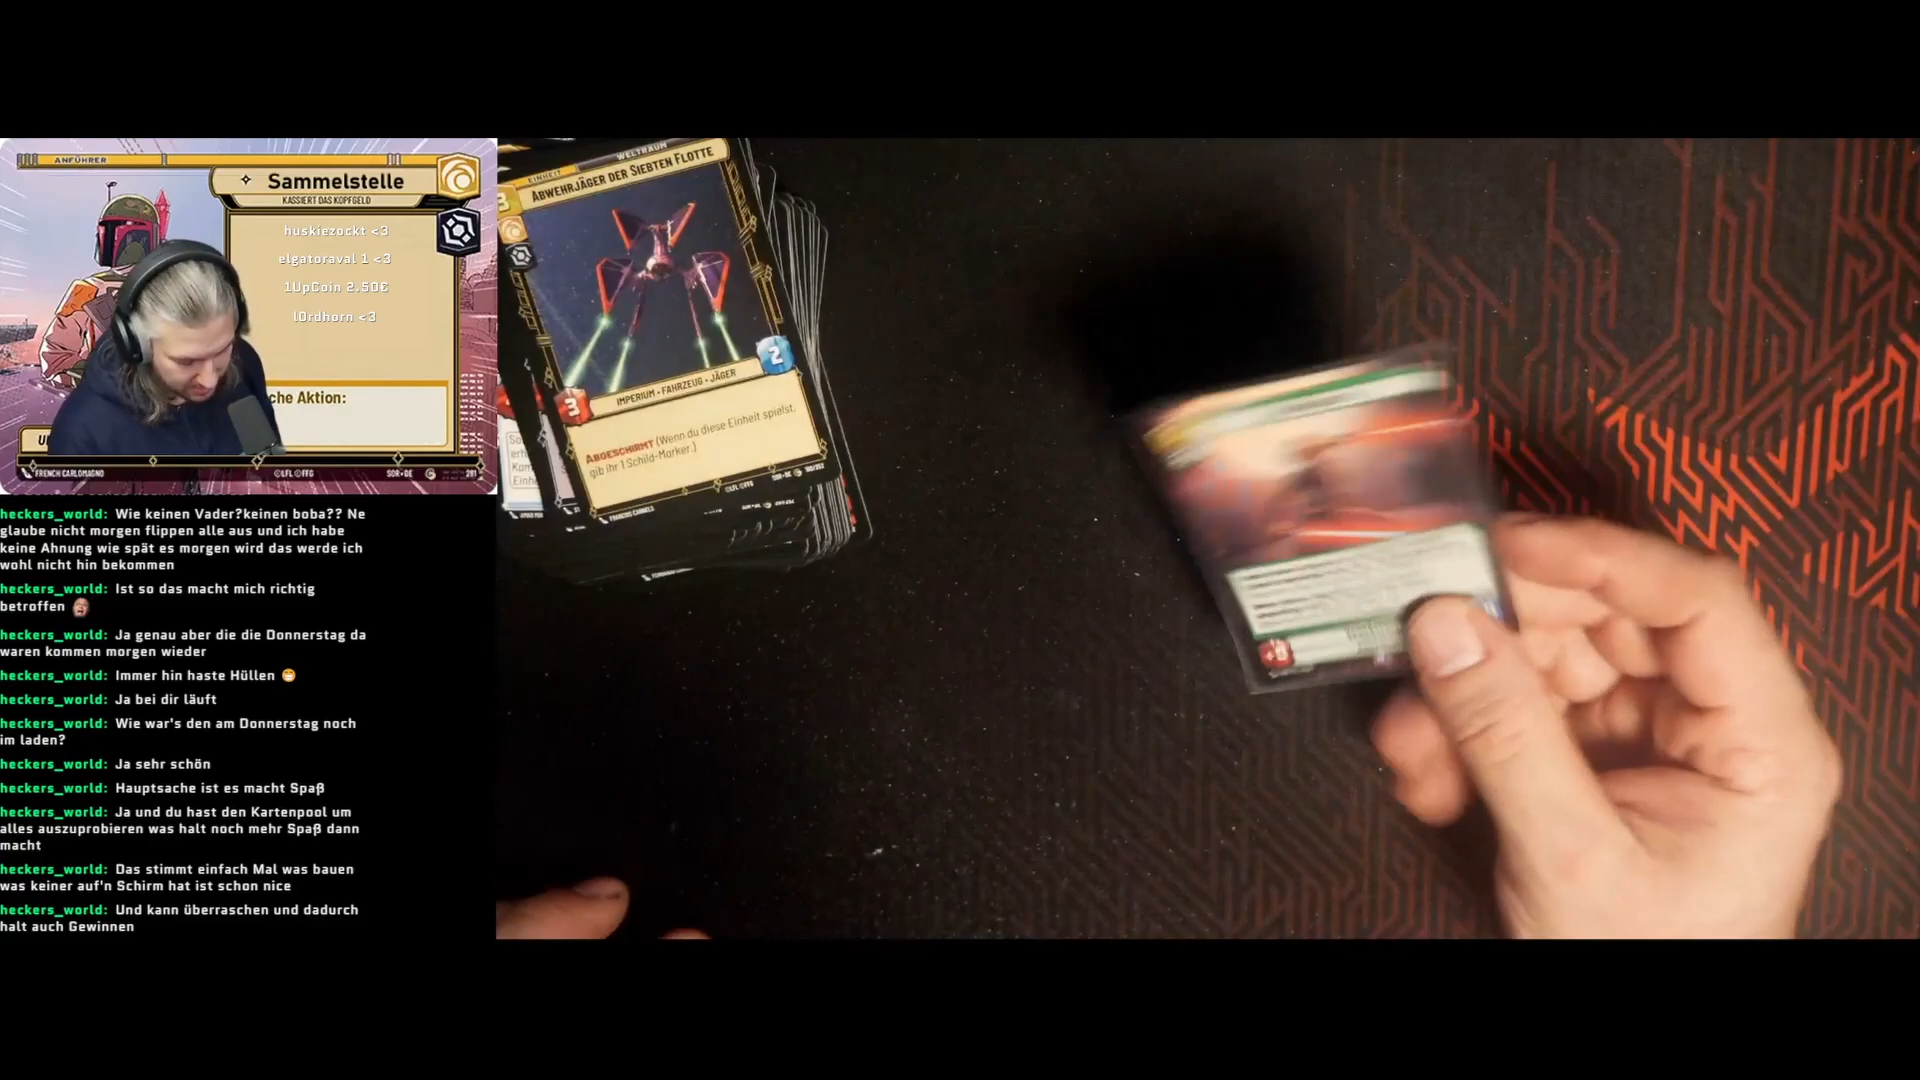 ANFÜHRER
Sammelstelle
KASSIERT DAS KOPFGELD
huskiezockt <3
elgatoraval 1 <3
1UpCoin 2.50€
l0rdhorn <3
che Aktion:
FRENCH CARLOMAGNO
©LFL ©FFG
SOR•DE
281
heckers_world: Wie keinen Vader?keinen boba?? Ne
glaube nicht morgen flippen alle aus und ich habe
keine Ahnung wie spät es morgen wird das werde ich
wohl nicht hin bekommen
heckers_world: Ist so das macht mich richtig
betroffen
heckers_world: Ja genau aber die die Donnerstag da
waren kommen morgen wieder
heckers_world: Immer hin haste Hüllen
heckers_world: Ja bei dir läuft
heckers_world: Wie war's den am Donnerstag noch
im laden?
heckers_world: Ja sehr schön
heckers_world: Hauptsache ist es macht Spaß
heckers_world: Ja und du hast den Kartenpool um
alles auszuprobieren was halt noch mehr Spaß dann
macht
heckers_world: Das stimmt einfach Mal was bauen
was keiner auf'n Schirm hat ist schon nice
heckers_world: Und kann überraschen und dadurch
halt auch Gewinnen
EINHEIT
WELTRAUM
3
ABWEHRJÄGER DER SIEBTEN FLOTTE
2
3
IMPERIUM • FAHRZEUG • JÄGER
ABGESCHIRMT (Wenn du diese Einheit spielst,
gib ihr 1 Schild-Marker.)
©LFL ©FFG